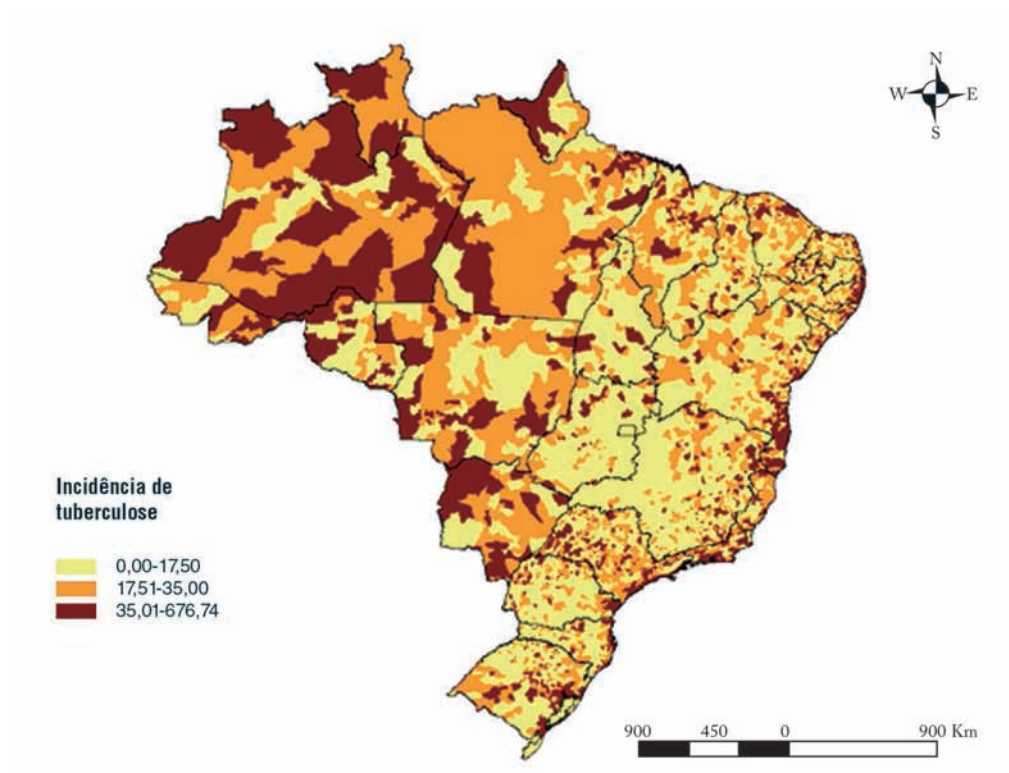 N
W E
S
Incidência de
tuberculose
0,00-17,50
17,51-35,00
35,01-676,74
900 450 0 900 Km